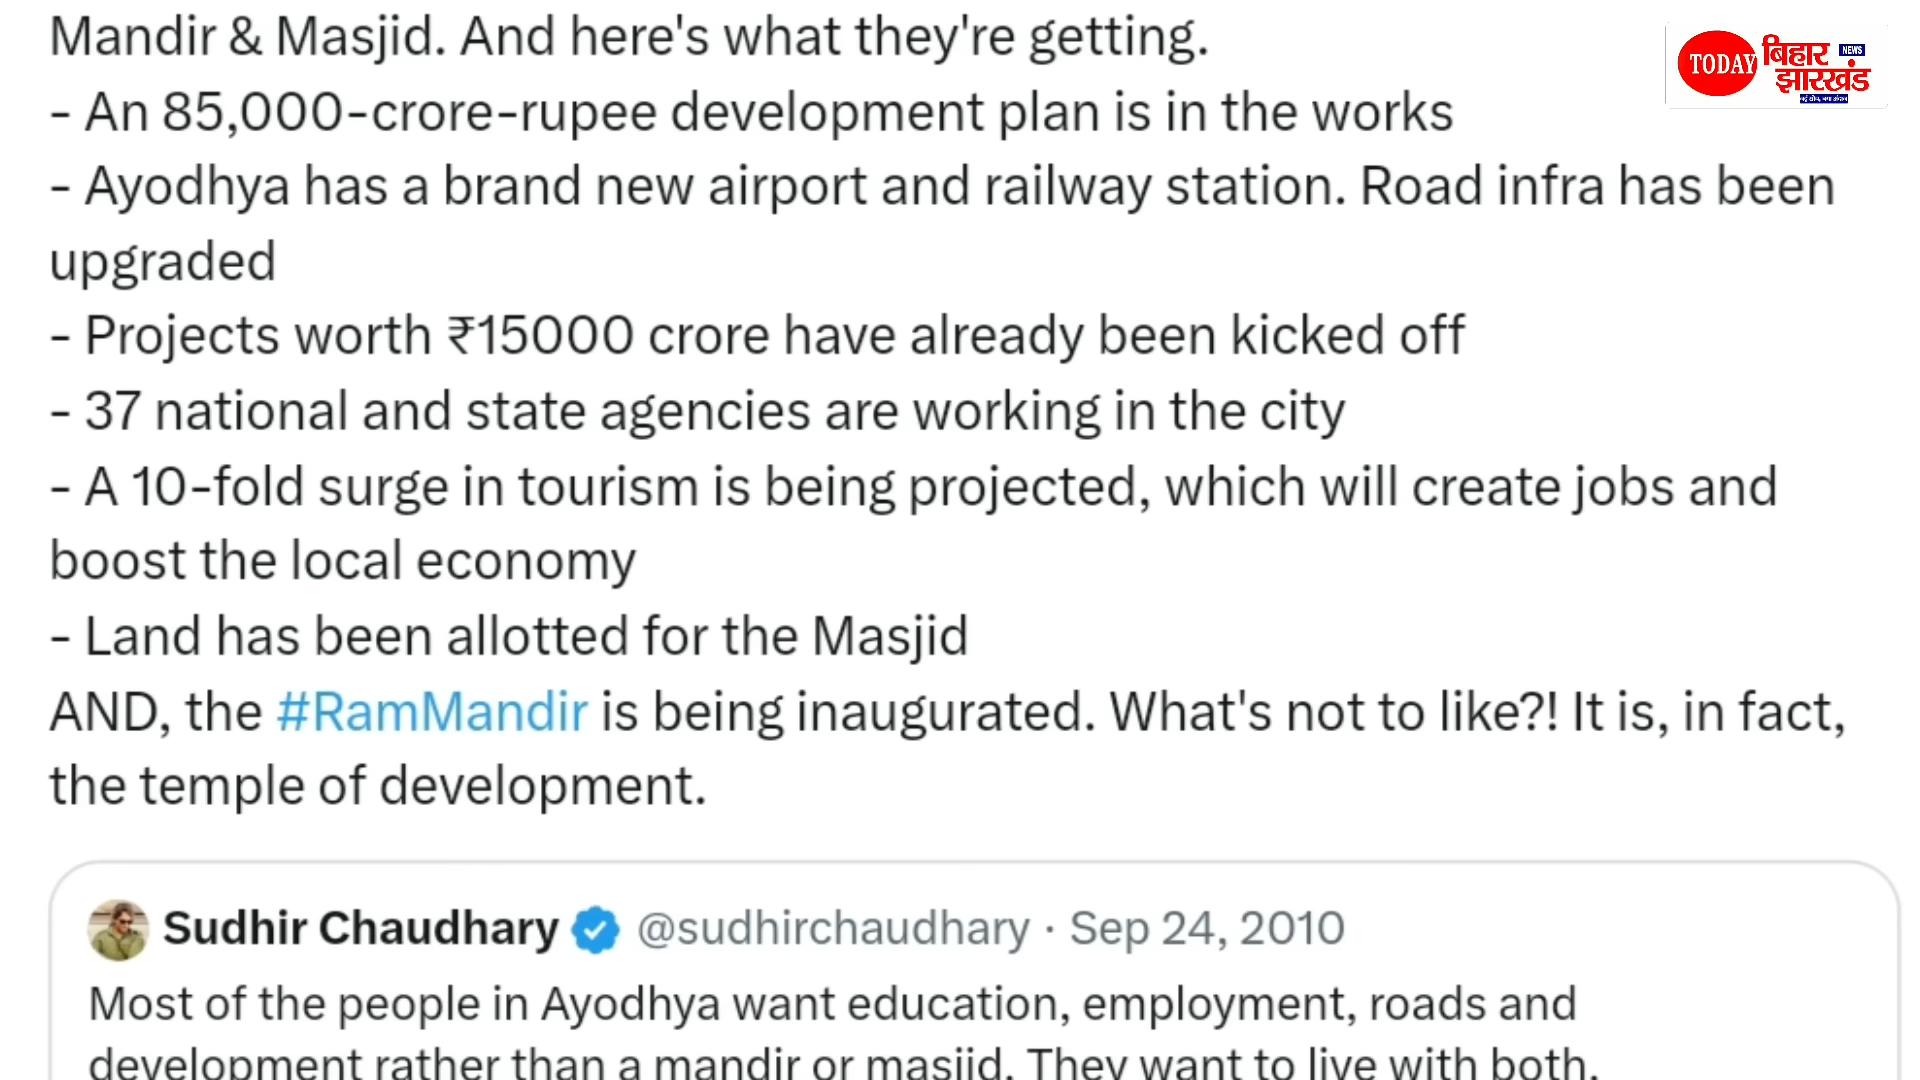 Mandir & Masjid. And here's what they're getting.
- An 85,000-crore-rupee development plan is in the works
- Ayodhya has a brand new airport and railway station. Road infra has been
upgraded
- Projects worth ₹15000 crore have already been kicked off
- 37 national and state agencies are working in the city
- A 10-fold surge in tourism is being projected, which will create jobs and
boost the local economy
- Land has been allotted for the Masjid
AND, the #RamMandir is being inaugurated. What's not to like?! It is, in fact,
the temple of development.
TODAY बिहार NEWS
झारखंड
Sudhir Chaudhary @sudhirchaudhary · Sep 24, 2010
Most of the people in Ayodhya want education, employment, roads and
development rather than a mandir or masjid. They want to live with both.